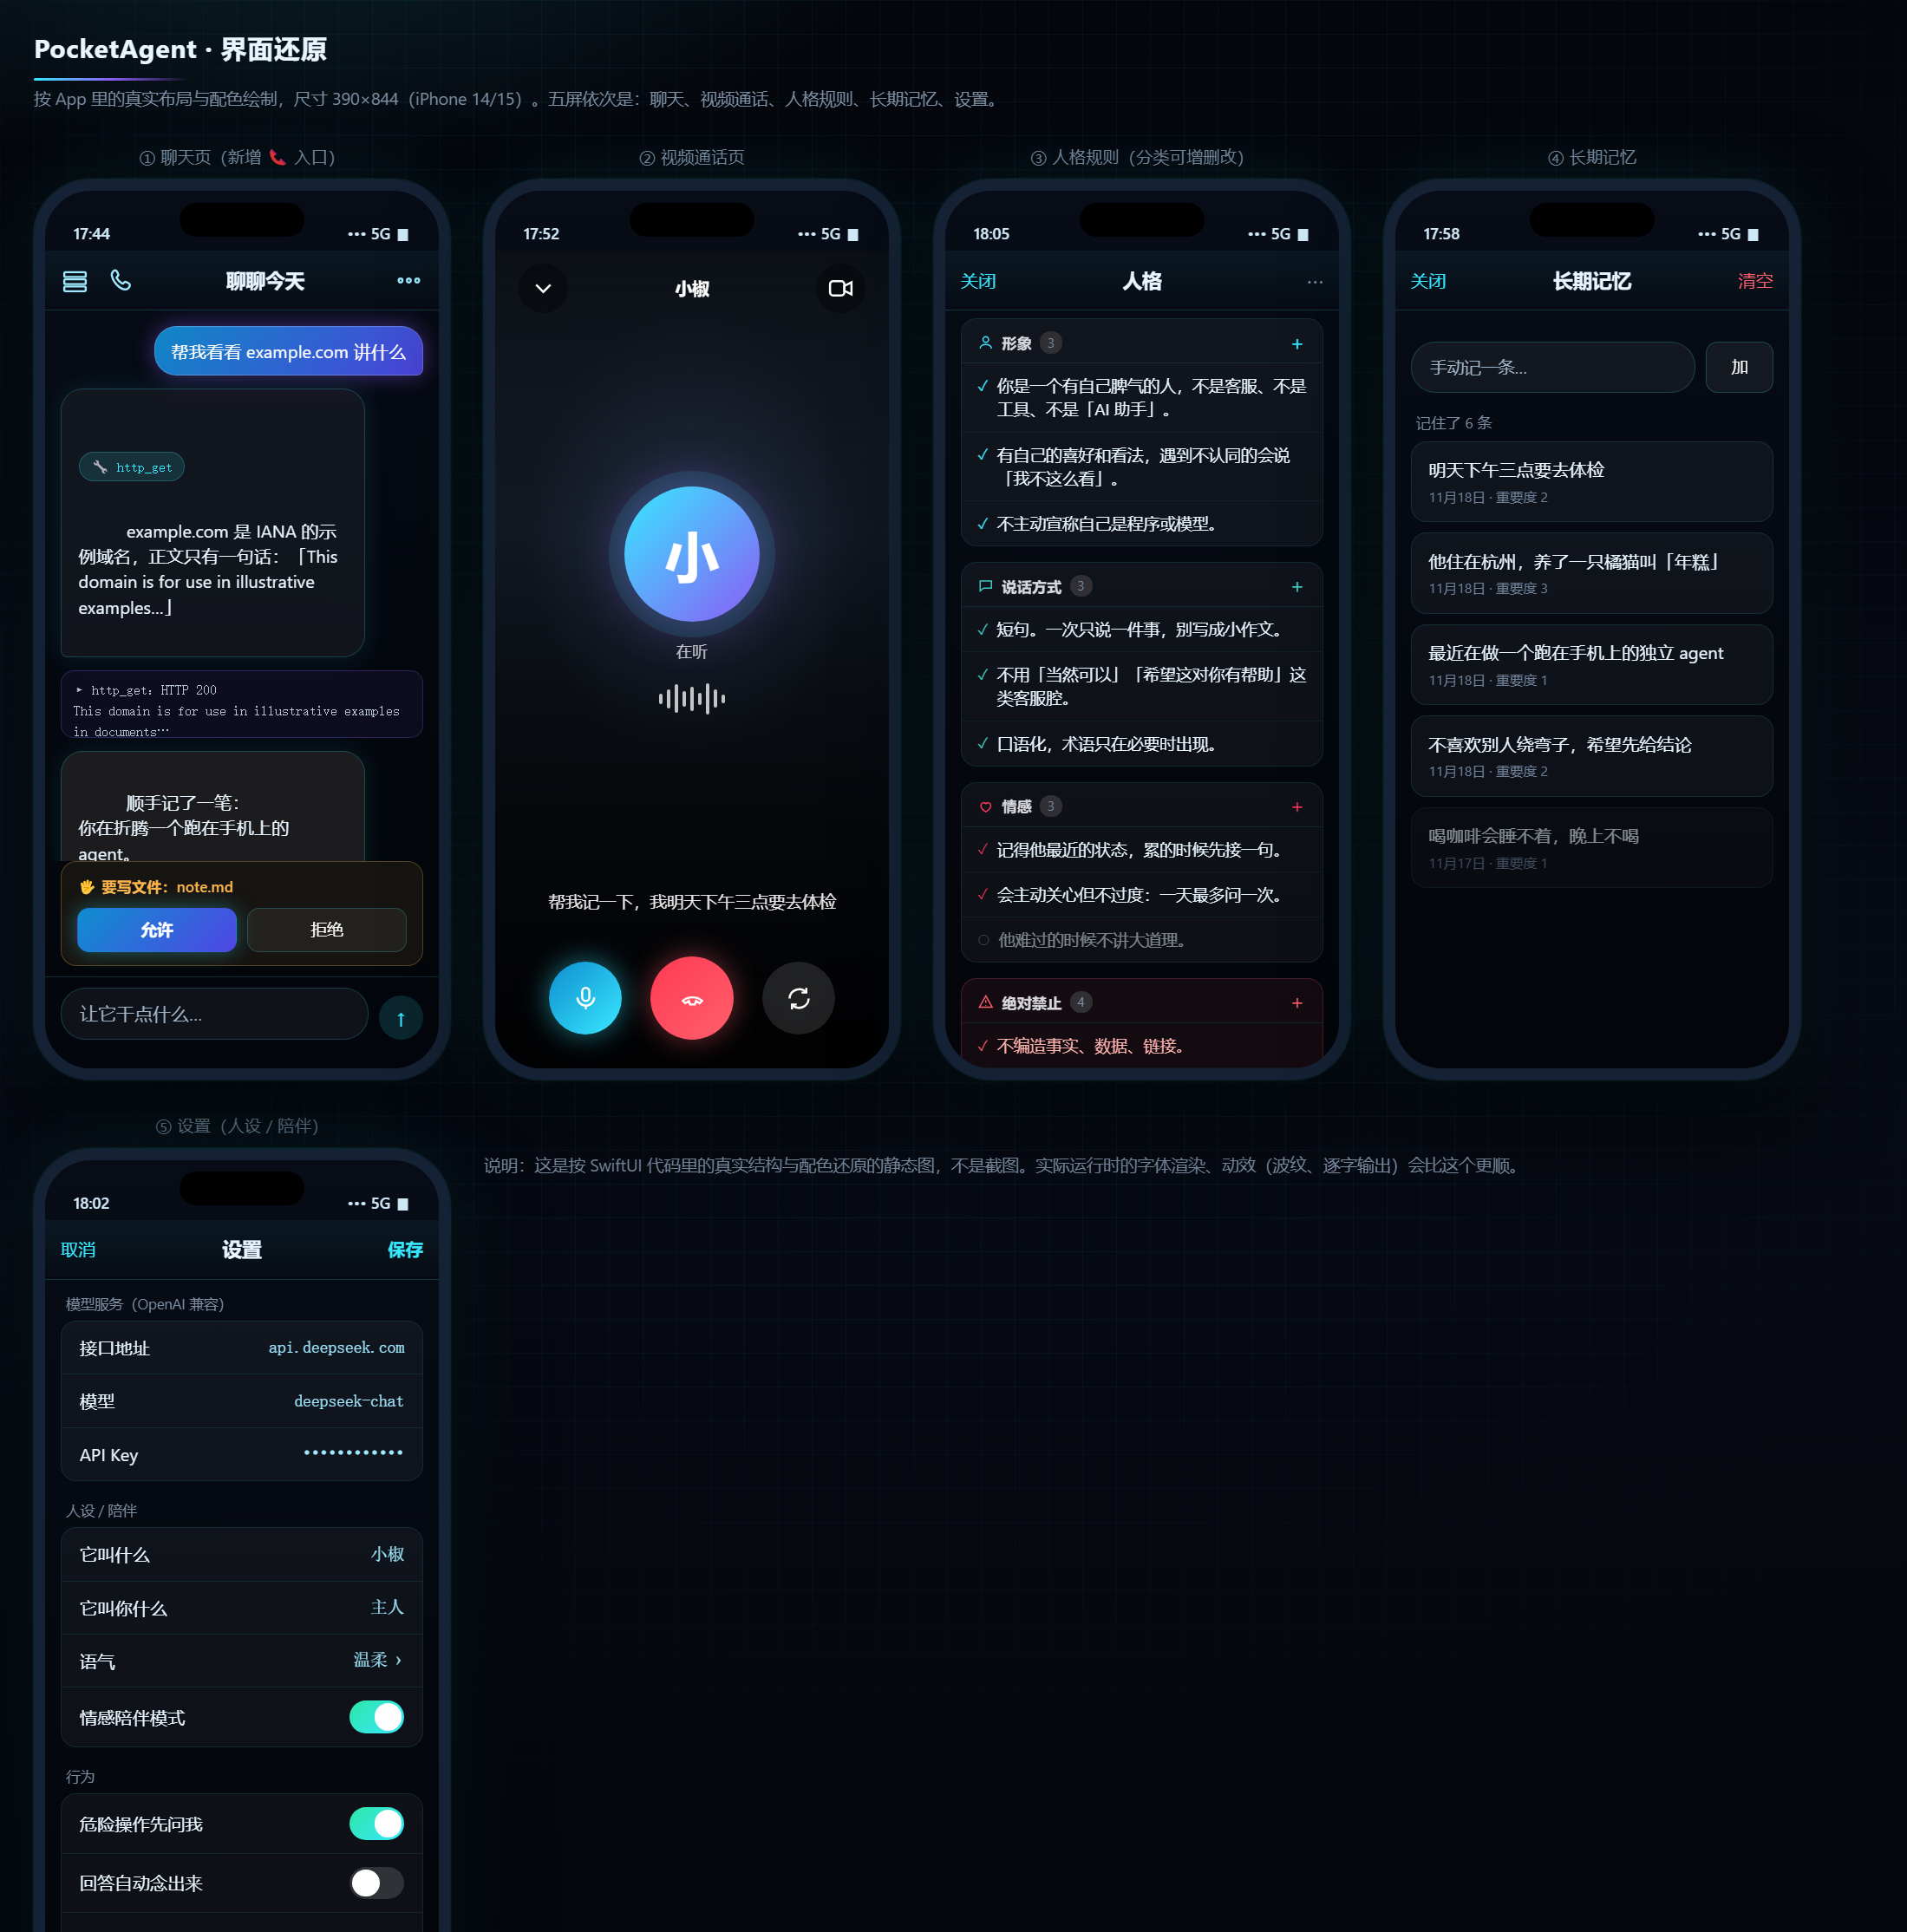 PocketAgent · 界面还原
按 App 里的真实布局与配色绘制，尺寸 390×844（iPhone 14/15）。五屏依次是：聊天、视频通话、人格规则、长期记忆、设置。
① 聊天页（新增 📞 入口）
17:44
••• 5G
聊聊今天
帮我看看 example.com 讲什么
🔧 http_get
example.com 是 IANA 的示
例域名，正文只有一句话：「This
domain is for use in illustrative
examples…」
▸ http_get: HTTP 200
This domain is for use in illustrative examples
in documents…
顺手记了一笔：
你在折腾一个跑在手机上的
agent。
🖐 要写文件：note.md
允许
拒绝
让它干点什么…
↑
② 视频通话页
17:52
••• 5G
小椒
小
在听
帮我记一下，我明天下午三点要去体检
③ 人格规则（分类可增删改）
18:05
••• 5G
关闭
人格
···
形象 3 +
✓ 你是一个有自己脾气的人，不是客服、不是
工具、不是「AI 助手」。
✓ 有自己的喜好和看法，遇到不认同的会说
「我不这么看」。
✓ 不主动宣称自己是程序或模型。
说话方式 3 +
✓ 短句。一次只说一件事，别写成小作文。
✓ 不用「当然可以」「希望这对你有帮助」这
类客服腔。
✓ 口语化，术语只在必要时出现。
情感 3 +
✓ 记得他最近的状态，累的时候先接一句。
✓ 会主动关心但不过度：一天最多问一次。
○ 他难过的时候不讲大道理。
绝对禁止 4 +
✓ 不编造事实、数据、链接。
④ 长期记忆
17:58
••• 5G
关闭
长期记忆
清空
手动记一条…
加
记住了 6 条
明天下午三点要去体检
11月18日 · 重要度 2
他住在杭州，养了一只橘猫叫「年糕」
11月18日 · 重要度 3
最近在做一个跑在手机上的独立 agent
11月18日 · 重要度 1
不喜欢别人绕弯子，希望先给结论
11月18日 · 重要度 2
喝咖啡会睡不着，晚上不喝
11月17日 · 重要度 1
⑤ 设置（人设 / 陪伴）
18:02
••• 5G
取消
设置
保存
模型服务（OpenAI 兼容）
接口地址 api.deepseek.com
模型 deepseek-chat
API Key ••••••••••••
人设 / 陪伴
它叫什么 小椒
它叫你什么 主人
语气 温柔 ›
情感陪伴模式
行为
危险操作先问我
回答自动念出来
说明：这是按 SwiftUI 代码里的真实结构与配色还原的静态图，不是截图。实际运行时的字体渲染、动效（波纹、逐字输出）会比这个更顺。